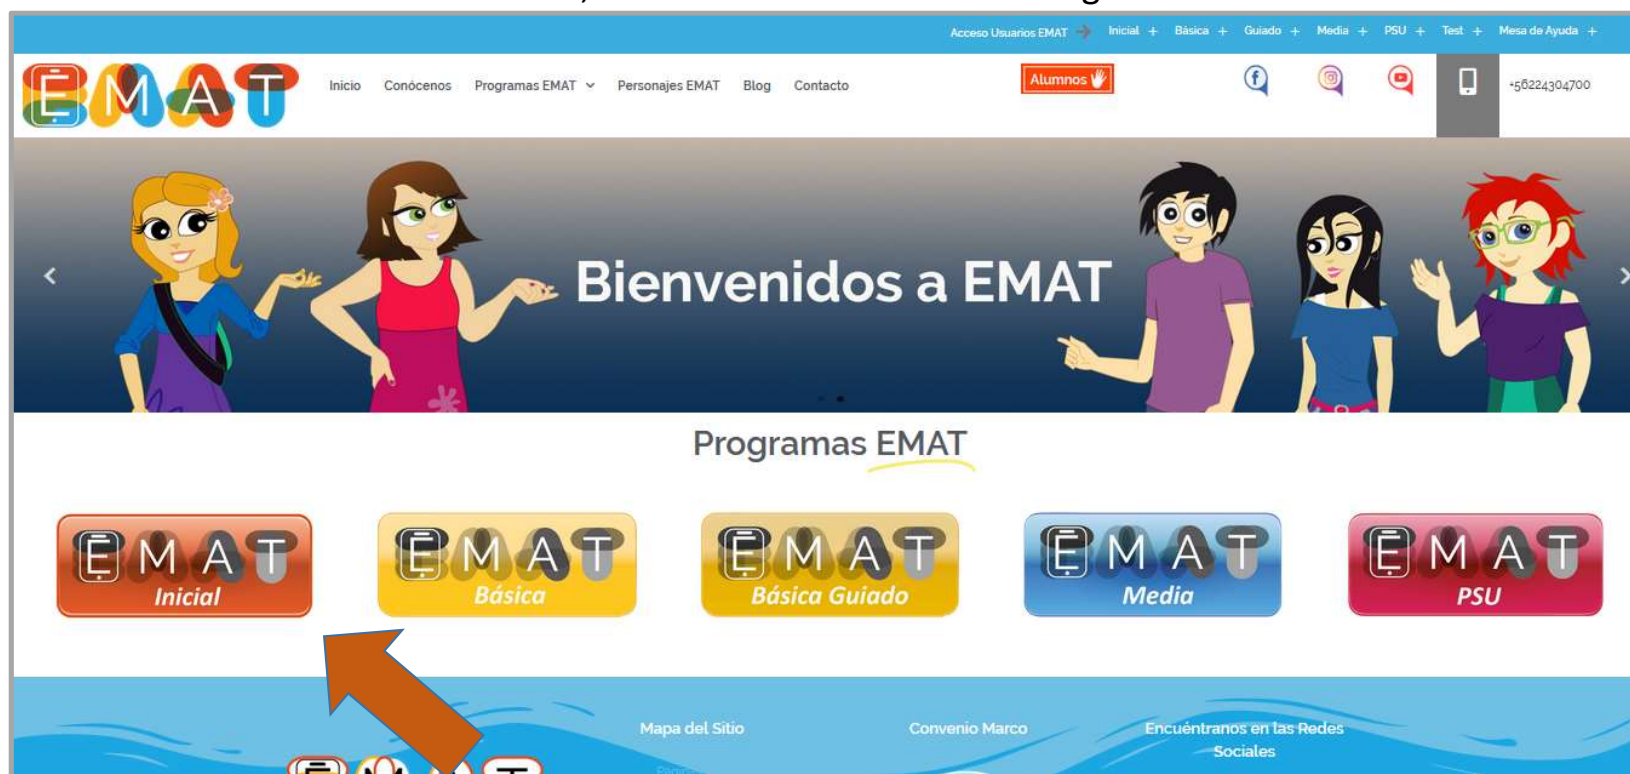 Acceso Usuarios EMAT Inicial + Básica + Guiado + Media + PSU + Test + Mesa de Ayuda +
EMAT Inicio Conócenos Programas EMAT Personajes EMAT Blog Contacto Alumnos +56224304700
Bienvenidos a EMAT
Programas EMAT
EMAT EMAT EMAT EMAT EMAT
Inicial Básica Básica Guiado Media PSU
Mapa del Sitio Convenio Marco Encuéntranos en las Redes
Sociales
EMAT